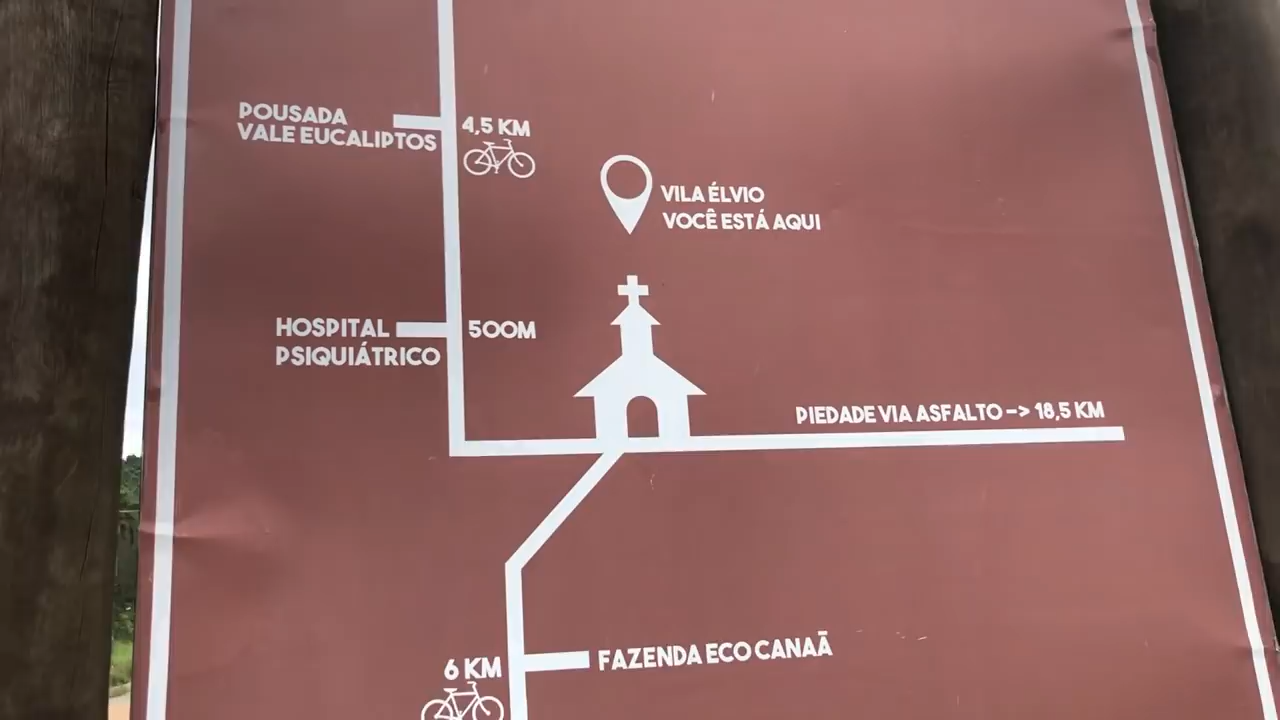 POUSADA
VALE EUCALIPTOS
4,5 KM
VILA ÉLVIO
VOCÊ ESTÁ AQUI
HOSPITAL
PSIQUIÁTRICO
500M
PIEDADE VIA ASFALTO -> 18,5 KM
6 KM
FAZENDA ECO CANAÃ